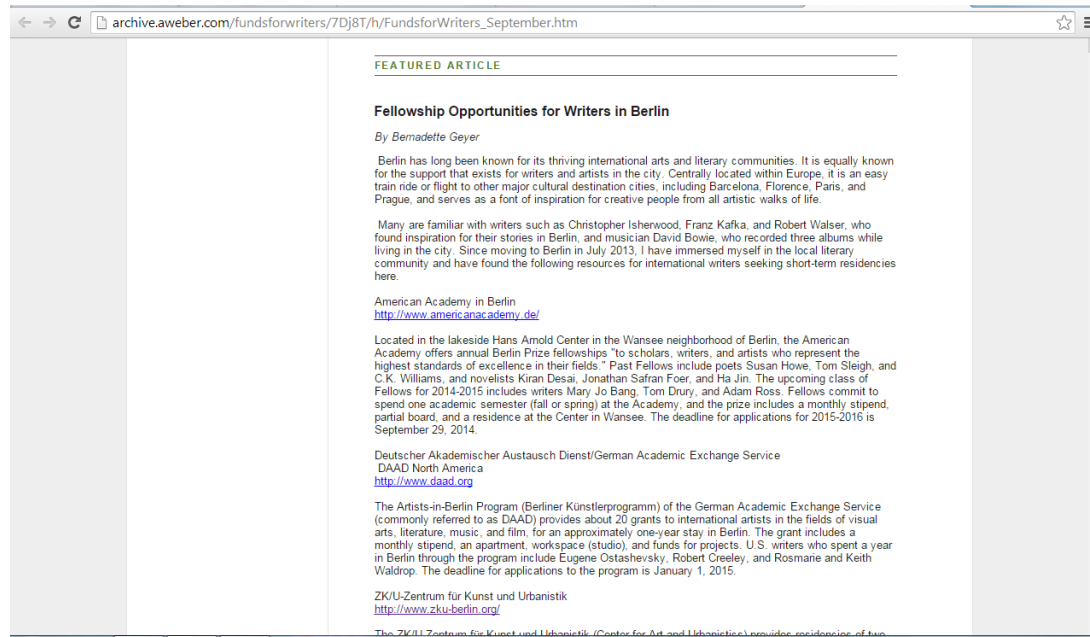 archive.aweber.com/fundsforwriters/7Dj8T/h/FundsforWriters_September.htm
FEATURED ARTICLE
Fellowship Opportunities for Writers in Berlin
By Bernadette Geyer
Berlin has long been known for its thriving international arts and literary communities. It is equally known
for the support that exists for writers and artists in the city. Centrally located within Europe, it is an easy
train ride or flight to other major cultural destination cities, including Barcelona, Florence, Paris, and
Prague, and serves as a font of inspiration for creative people from all artistic walks of life.
Many are familiar with writers such as Christopher Isherwood, Franz Kafka, and Robert Walser, who
found inspiration for their stories in Berlin, and musician David Bowie, who recorded three albums while
living in the city. Since moving to Berlin in July 2013, I have immersed myself in the local literary
community and have found the following resources for international writers seeking short-term residencies
here.
American Academy in Berlin
http://www.americanacademy.de/
Located in the lakeside Hans Arnold Center in the Wansee neighborhood of Berlin, the American
Academy offers annual Berlin Prize fellowships "to scholars, writers, and artists who represent the
highest standards of excellence in their fields." Past Fellows include poets Susan Howe, Tom Sleigh, and
C.K. Williams, and novelists Kiran Desai, Jonathan Safran Foer, and Ha Jin. The upcoming class of
Fellows for 2014-2015 includes writers Mary Jo Bang, Tom Drury, and Adam Ross. Fellows commit to
spend one academic semester (fall or spring) at the Academy, and the prize includes a monthly stipend,
partial board, and a residence at the Center in Wansee. The deadline for applications for 2015-2016 is
September 29, 2014.
Deutscher Akademischer Austausch Dienst/German Academic Exchange Service
DAAD North America
http://www.daad.org
The Artists-in-Berlin Program (Berliner Künstlerprogramm) of the German Academic Exchange Service
(commonly referred to as DAAD) provides about 20 grants to international artists in the fields of visual
arts, literature, music, and film, for an approximately one-year stay in Berlin. The grant includes a
monthly stipend, an apartment, workspace (studio), and funds for projects. U.S. writers who spent a year
in Berlin through the program include Eugene Ostashevsky, Robert Creeley, and Rosmarie and Keith
Waldrop. The deadline for applications to the program is January 1, 2015.
ZK/U-Zentrum für Kunst und Urbanistik
http://www.zku-berlin.org/
The ZK/U Zentrum für Kunst und Urbanistik (Center for Art and Urbanistics) provides residencies of two